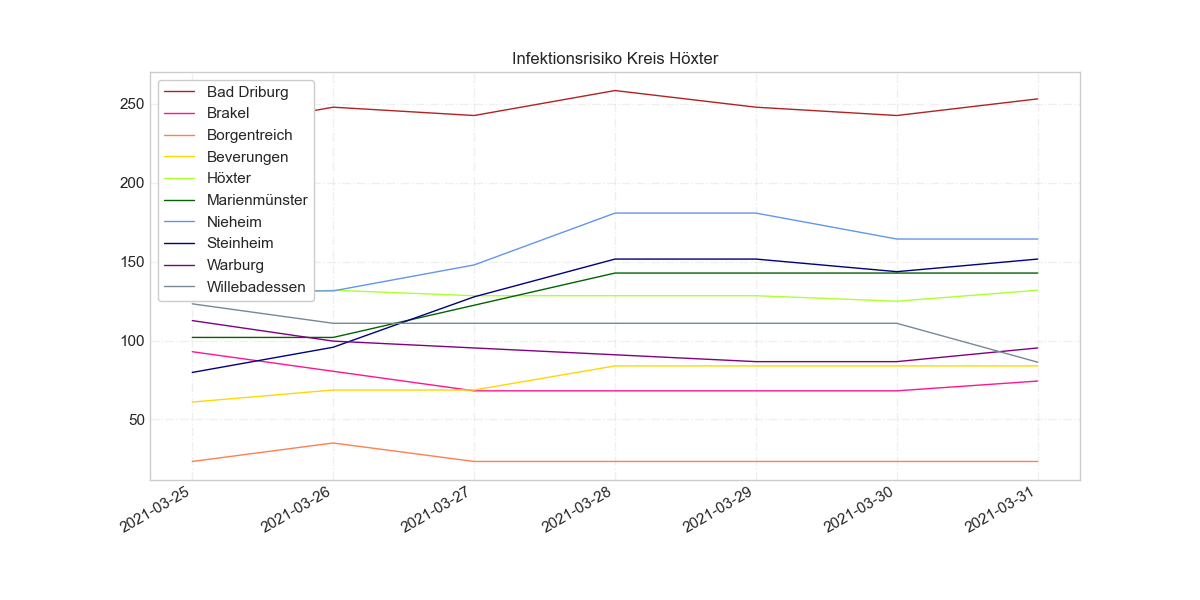 Infektionsrisiko Kreis Höxter
Bad Driburg
Brakel
Borgentreich
Beverungen
Höxter
Marienmünster
Nieheim
Steinheim
Warburg
Willebadessen
250
200
150
100
50
2021-03-25
2021-03-26
2021-03-27
2021-03-28
2021-03-29
2021-03-30
2021-03-31